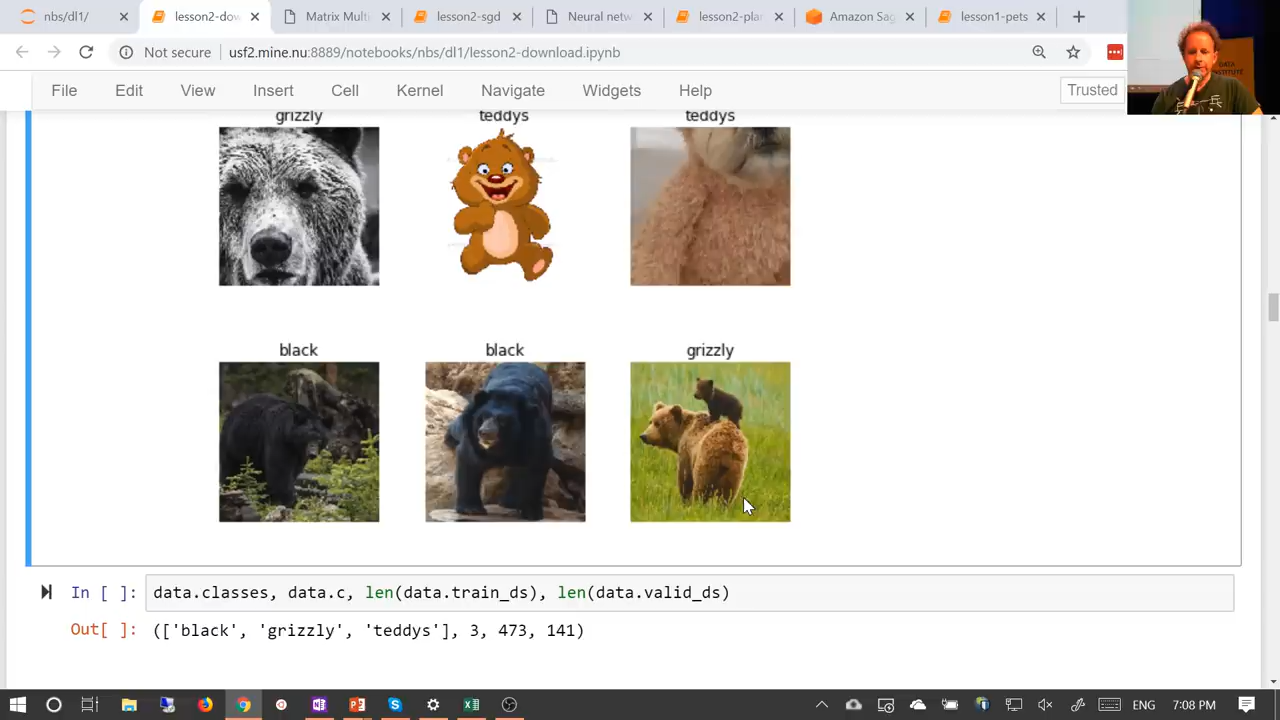 nbs/dl1/
lesson2-dow
Matrix Mult
lesson2-sgd
Neural netw
lesson2-plan
Amazon Sag
lesson1-pets
Not secure
usf2.mine.nu:8889/notebooks/nbs/dl1/lesson2-download.ipynb
File Edit View Insert Cell Kernel Navigate Widgets Help Trusted
grizzly teddys teddys
black black grizzly
In [ ]: data.classes, data.c, len(data.train_ds), len(data.valid_ds)
Out[ ]: (['black', 'grizzly', 'teddys'], 3, 473, 141)
ENG 7:08 PM